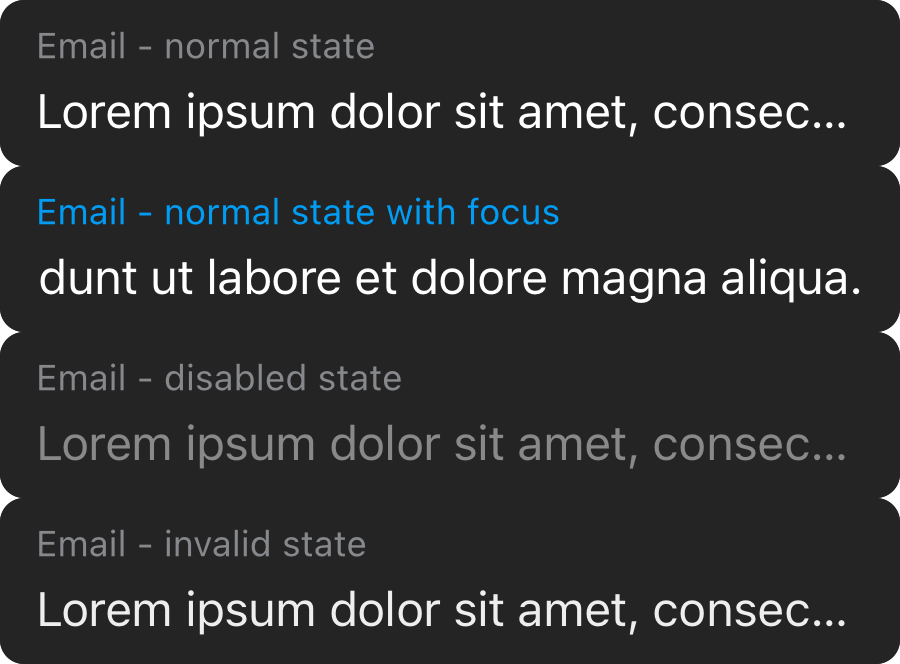 Email - normal state
Lorem ipsum dolor sit amet, consec...
Email - normal state with focus
dunt ut labore et dolore magna aliqua.
Email - disabled state
Lorem ipsum dolor sit amet, consec...
Email - invalid state
Lorem ipsum dolor sit amet, consec...